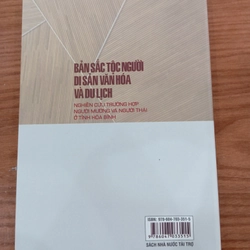 BẢN SẮC TỘC NGƯỜI
DI SẢN VĂN HÓA
VÀ DU LỊCH
NGHIÊN CỨU TRƯỜNG HỢP
NGƯỜI MƯỜNG VÀ NGƯỜI THÁI
Ở TỈNH HÒA BÌNH
SÁCH NHÀ NƯỚC TÀI TRỢ